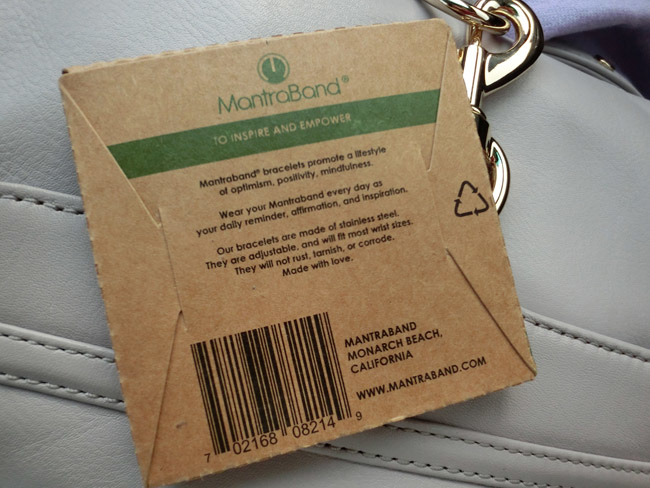 MantraBand®
TO INSPIRE AND EMPOWER
Mantraband® bracelets promote a lifestyle
of optimism, positivity, mindfulness.
Wear your Mantraband every day as
your daily reminder, affirmation, and inspiration.
Our bracelets are made of stainless steel.
They are adjustable, and will fit most wrist sizes.
They will not rust, tarnish, or corrode.
Made with love.
MANTRABAND
MONARCH BEACH,
CALIFORNIA
WWW.MANTRABAND.COM
7 02168 08214 9